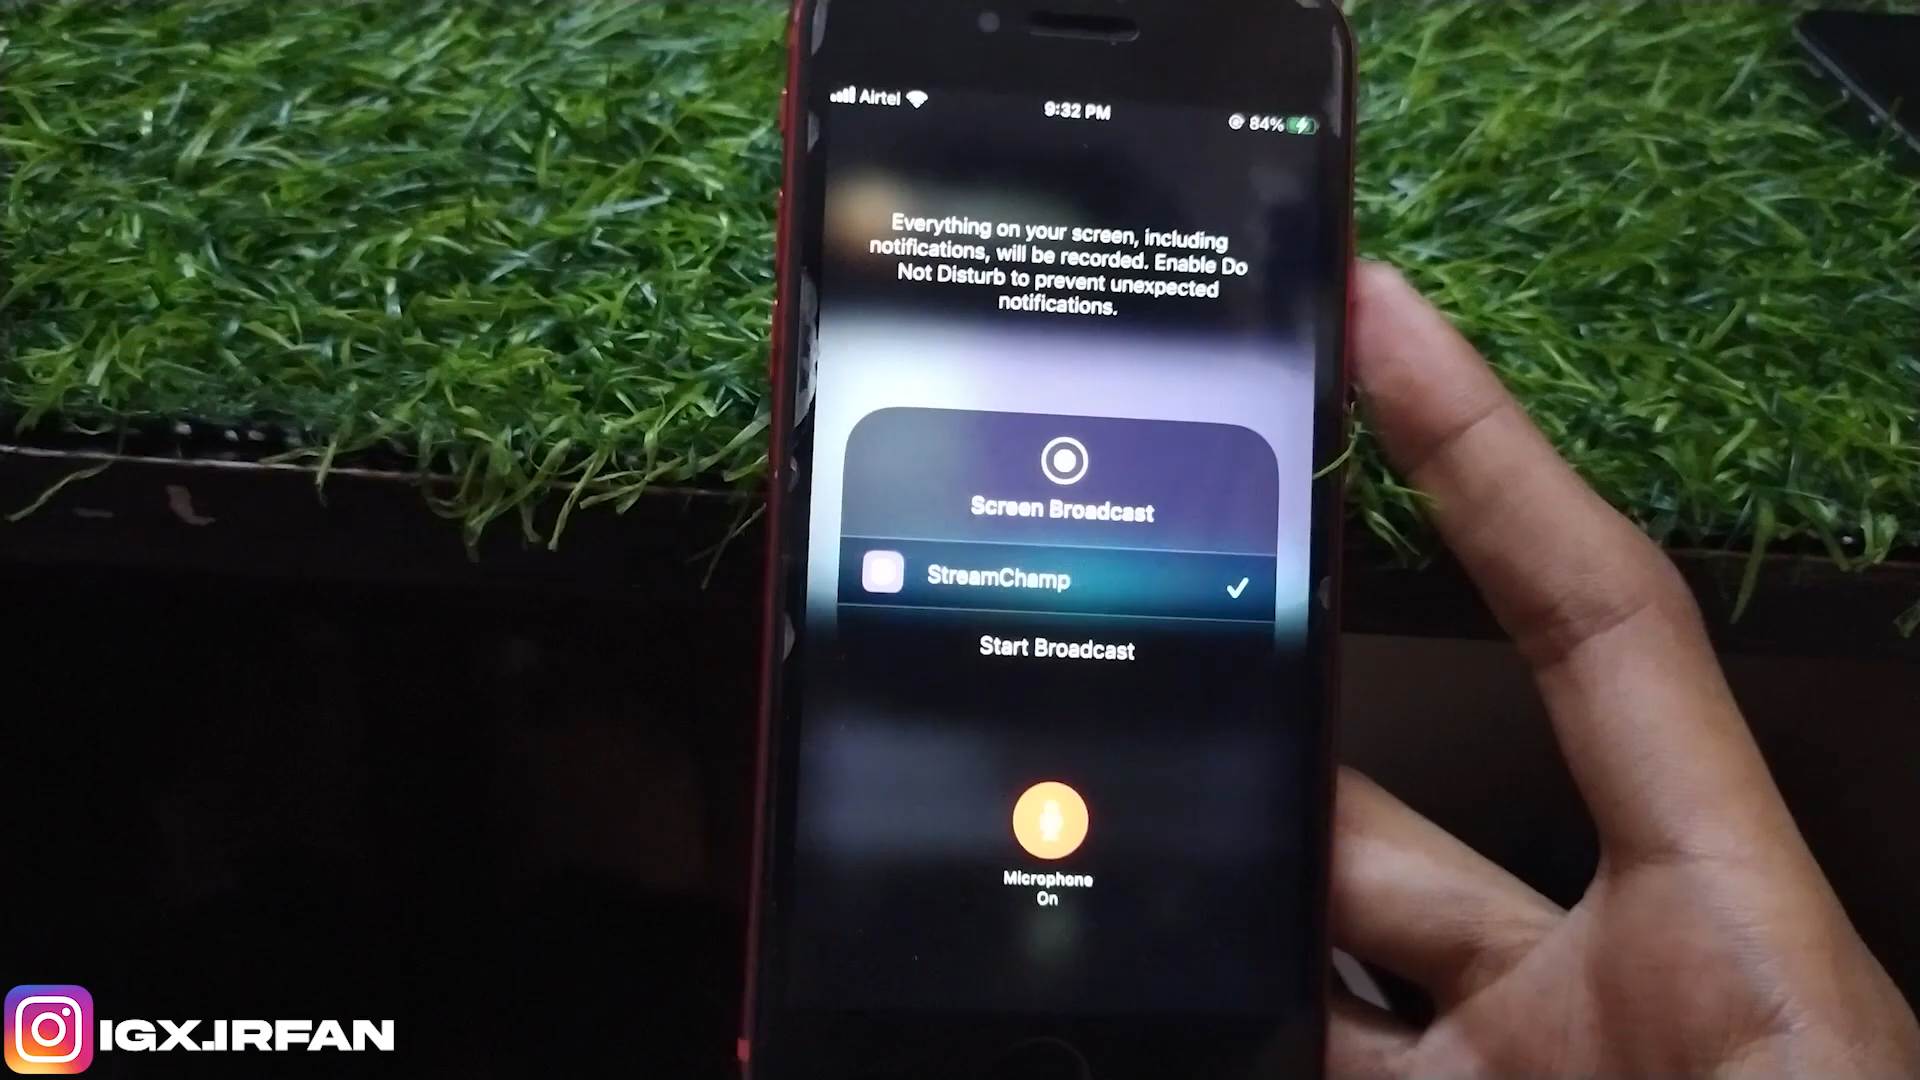 Airtel
9:32 PM
84%
Everything on your screen, including
notifications, will be recorded. Enable Do
Not Disturb to prevent unexpected
notifications.
Screen Broadcast
StreamChamp
Start Broadcast
Microphone
On
IGX.IRFAN